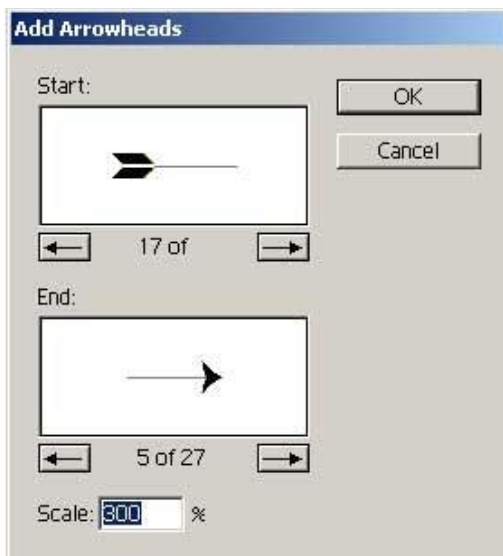 Add Arrowheads
Start:
OK
Cancel
17 of
End:
5 of 27
Scale: 300 %